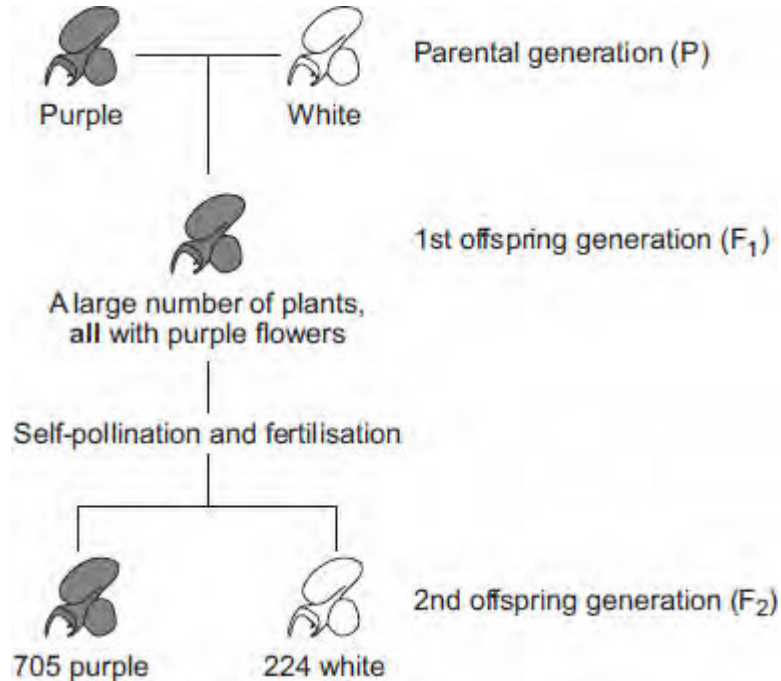 Parental generation (P)
Purple
White
1st offspring generation (F₁)
A large number of plants,
all with purple flowers
Self-pollination and fertilisation
2nd offspring generation (F₂)
705 purple
224 white